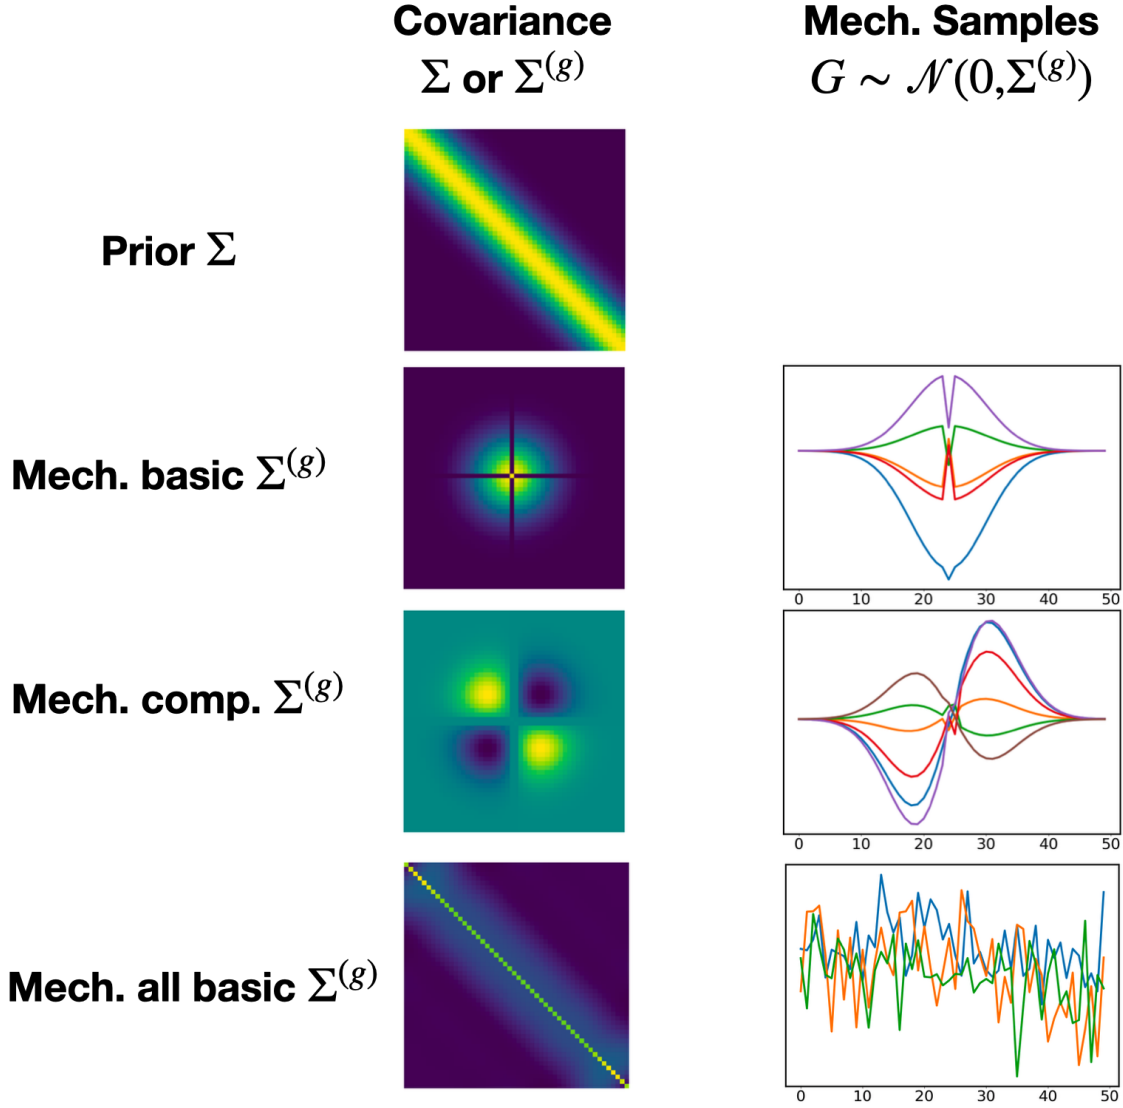 Covariance
Σ or Σ^(g)
Mech. Samples
G ∼ 𝒩(0,Σ^(g))
Prior Σ
Mech. basic Σ^(g)
0 10 20 30 40 50
Mech. comp. Σ^(g)
0 10 20 30 40 50
Mech. all basic Σ^(g)
0 10 20 30 40 50